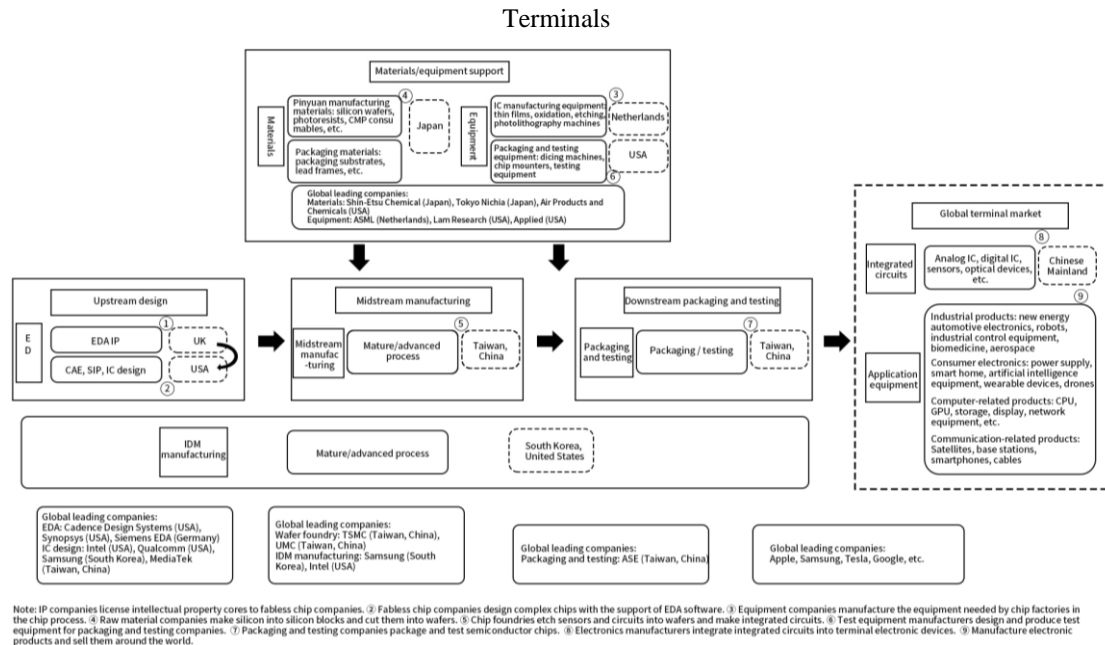 Terminals
Materials/equipment support
Materials
Pinyuan manufacturing
materials: silicon wafers,
photoresists, CMP consu
mables, etc.
④
Japan
Packaging materials:
packaging substrates,
lead frames, etc.
Equipment
IC manufacturing equipment:
thin films, oxidation, etching,
photolithography machines
③
Netherlands
Packaging and testing
equipment: dicing machines,
chip mounters, testing
equipment
⑥
USA
Global leading companies:
Materials: Shin-Etsu Chemical (Japan), Tokyo Nichia (Japan), Air Products and
Chemicals (USA)
Equipment: ASML (Netherlands), Lam Research (USA), Applied (USA)
Upstream design
E
D
①
EDA IP
UK
CAE, SIP, IC design
USA
②
Midstream manufacturing
Midstream
manufac
-turing
Mature/advanced
process
⑤
Taiwan,
China
Downstream packaging and testing
Packaging
and testing
Packaging / testing
⑦
Taiwan,
China
Global terminal market
Integrated
circuits
Analog IC, digital IC,
sensors, optical devices,
etc.
⑧
Chinese
Mainland
⑨
Application
equipment
Industrial products: new energy
automotive electronics, robots,
industrial control equipment,
biomedicine, aerospace
Consumer electronics: power supply,
smart home, artificial intelligence
equipment, wearable devices, drones
Computer-related products: CPU,
GPU, storage, display, network
equipment, etc.
Communication-related products:
Satellites, base stations,
smartphones, cables
IDM
manufacturing
Mature/advanced process
South Korea,
United States
Global leading companies:
EDA: Cadence Design Systems (USA),
Synopsys (USA), Siemens EDA (Germany)
IC design: Intel (USA), Qualcomm (USA),
Samsung (South Korea), MediaTek
(Taiwan, China)
Global leading companies:
Wafer foundry: TSMC (Taiwan, China),
UMC (Taiwan, China)
IDM manufacturing: Samsung (South
Korea), Intel (USA)
Global leading companies:
Packaging and testing: ASE (Taiwan, China)
Global leading companies:
Apple, Samsung, Tesla, Google, etc.
Note: IP companies license intellectual property cores to fabless chip companies. ② Fabless chip companies design complex chips with the support of EDA software. ③ Equipment companies manufacture the equipment needed by chip factories in
the chip process. ④ Raw material companies make silicon into silicon blocks and cut them into wafers. ⑤ Chip foundries etch sensors and circuits into wafers and make integrated circuits. ⑥ Test equipment manufacturers design and produce test
equipment for packaging and testing companies. ⑦ Packaging and testing companies package and test semiconductor chips. ⑧ Electronics manufacturers integrate integrated circuits into terminal electronic devices. ⑨ Manufacture electronic
products and sell them around the world.